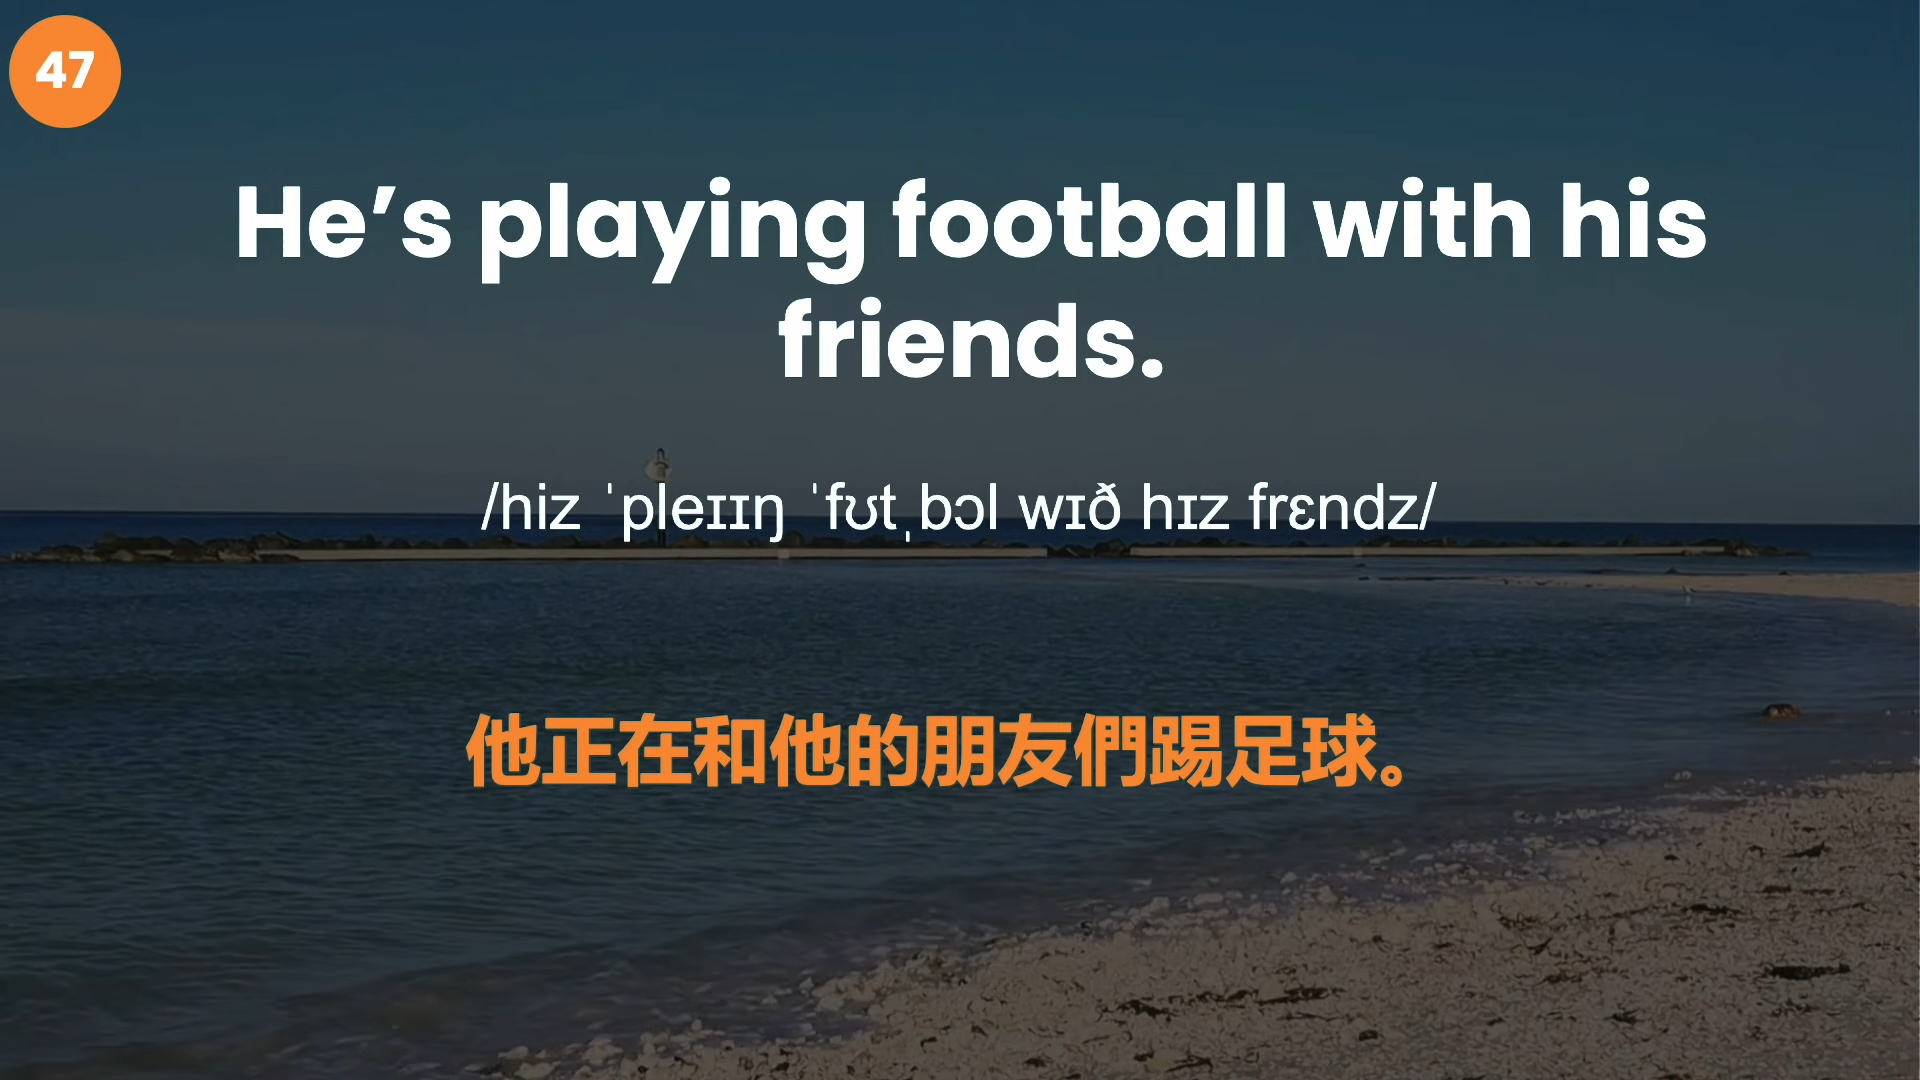 47
He’s playing football with his
friends.
/hiz ˈpleɪɪŋ ˈfʊtˌbɔl wɪð hɪz frɛndz/
他正在和他的朋友們踢足球。